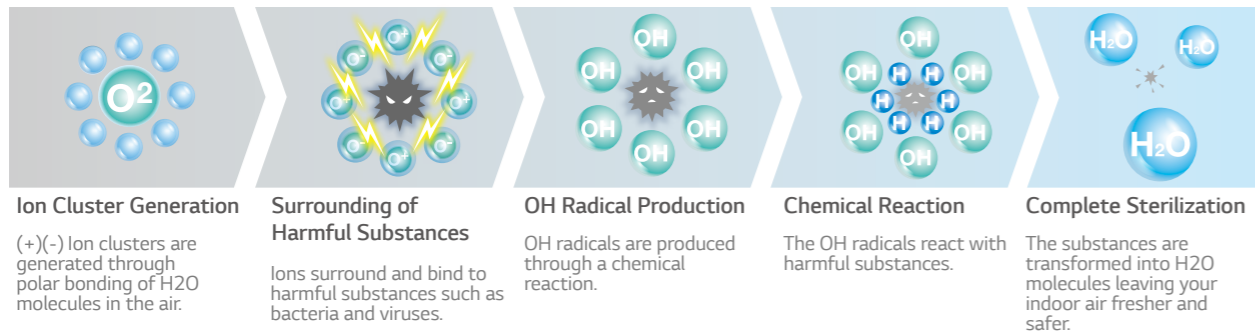 O²
O⁺
O⁻
O⁻
O⁺
O⁺
O⁻
O⁻
O⁺
OH
OH
OH
OH
OH
OH
OH
OH
OH
H
H
H
H
H
H
OH
OH
OH
H₂O
H₂O
H₂O
Ion Cluster Generation
(+)(-) Ion clusters are
generated through
polar bonding of H2O
molecules in the air.
Surrounding of
Harmful Substances
Ions surround and bind to
harmful substances such as
bacteria and viruses.
OH Radical Production
OH radicals are produced
through a chemical
reaction.
Chemical Reaction
The OH radicals react with
harmful substances.
Complete Sterilization
The substances are
transformed into H2O
molecules leaving your
indoor air fresher and
safer.